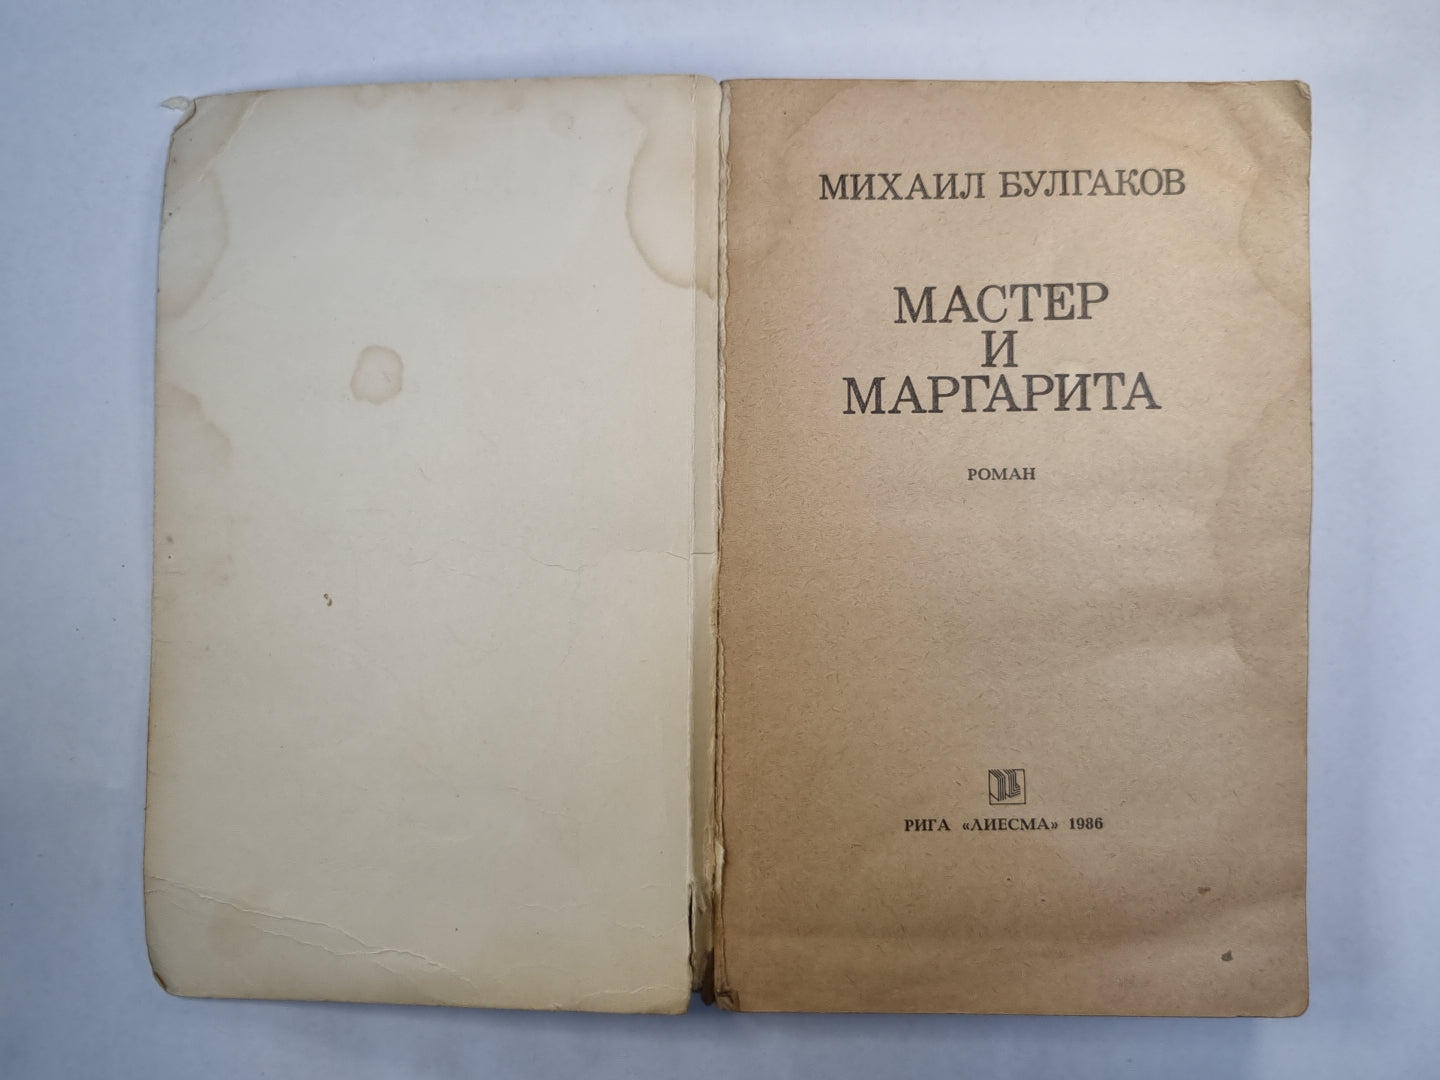 МИХАИЛ БУЛГАКОВ
МАСТЕР
И
МАРГАРИТА
РОМАН
РИГА «ЛИЕСМА» 1986